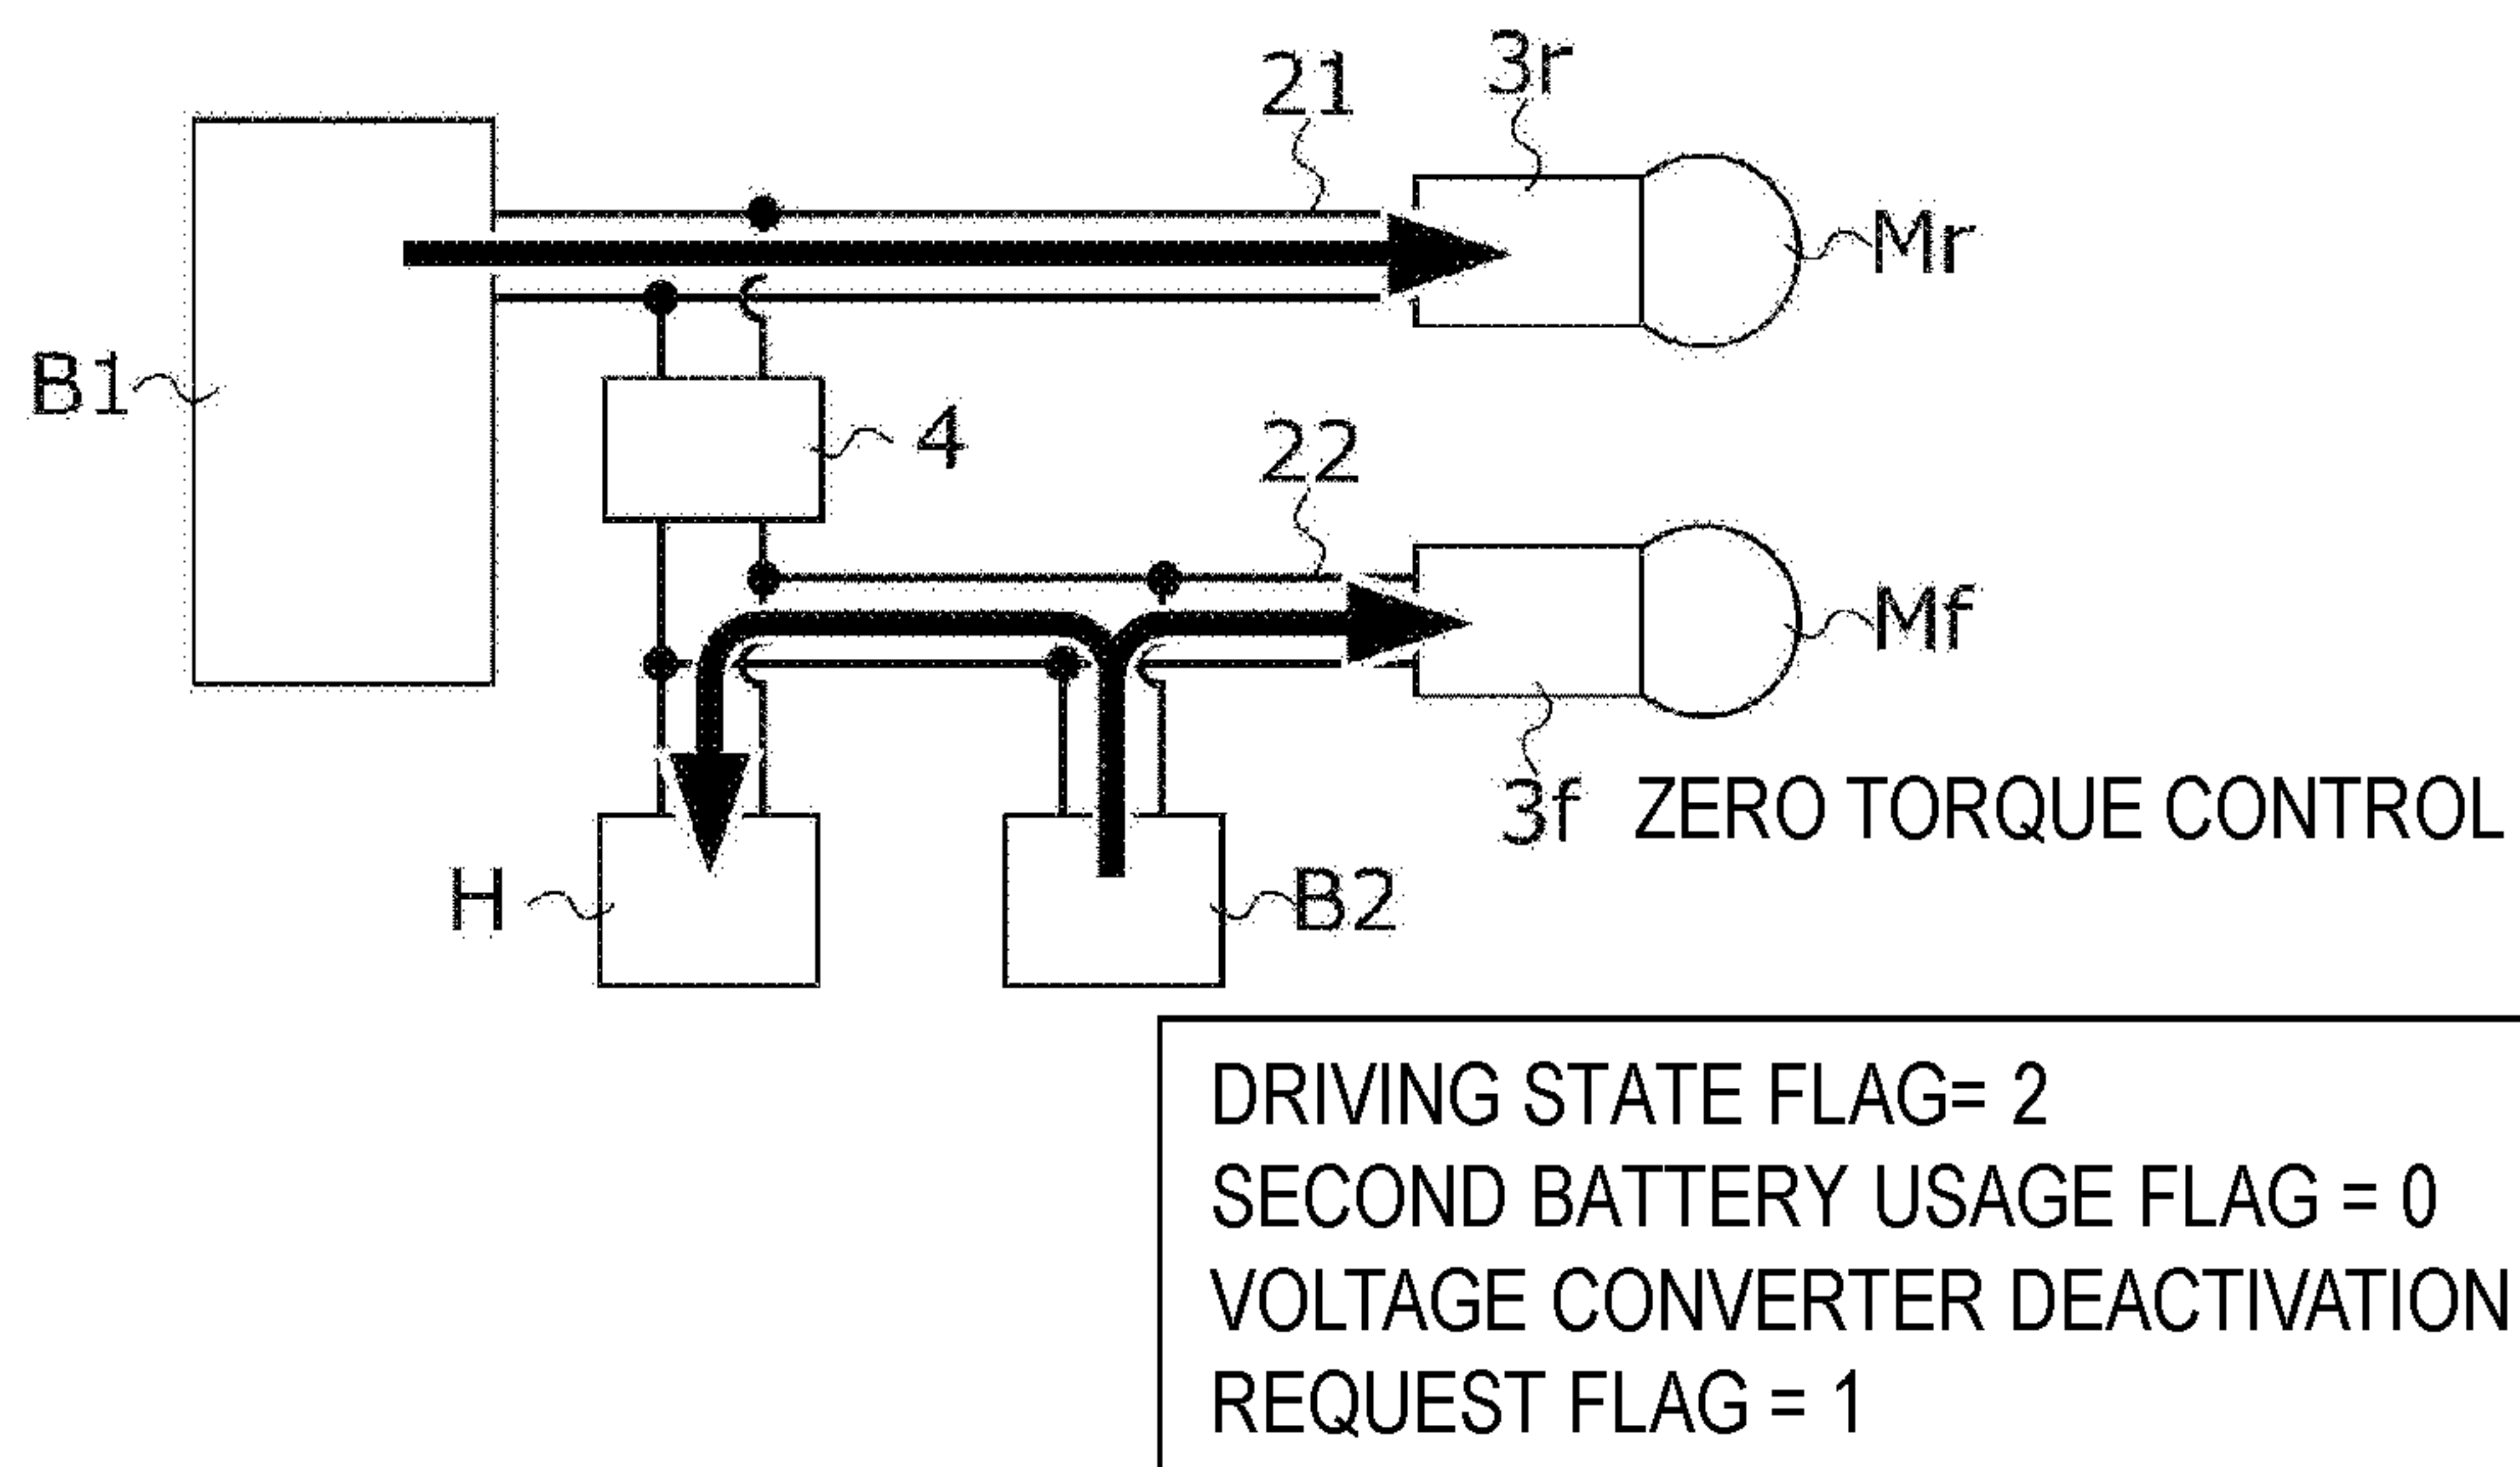 21
3r
Mr
B1
4
22
Mf
3f ZERO TORQUE CONTROL
H
B2
DRIVING STATE FLAG= 2
SECOND BATTERY USAGE FLAG = 0
VOLTAGE CONVERTER DEACTIVATION
REQUEST FLAG = 1